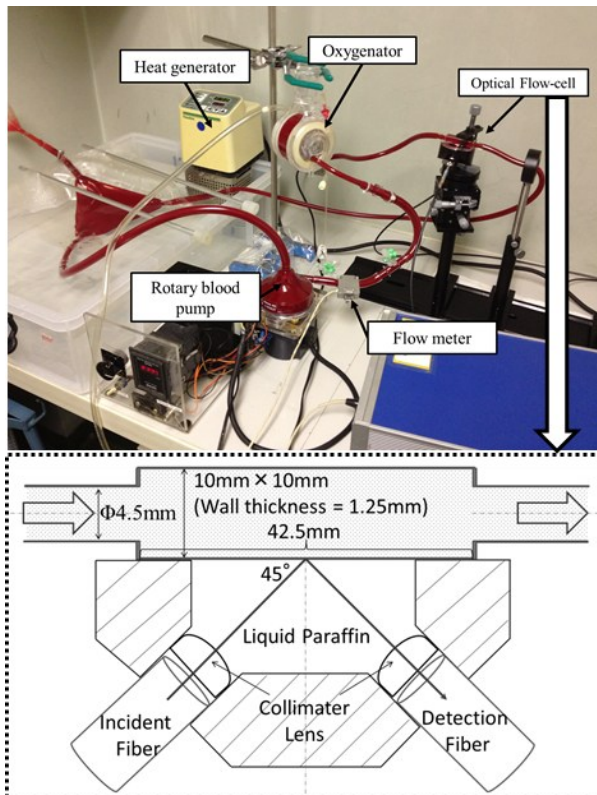 Oxygenator
Heat generator
Optical Flow-cell
Rotary blood
pump
Flow meter
10mm × 10mm
(Wall thickness = 1.25mm)
Φ4.5mm
42.5mm
45°
Liquid Paraffin
Incident
Fiber
Collimater
Lens
Detection
Fiber